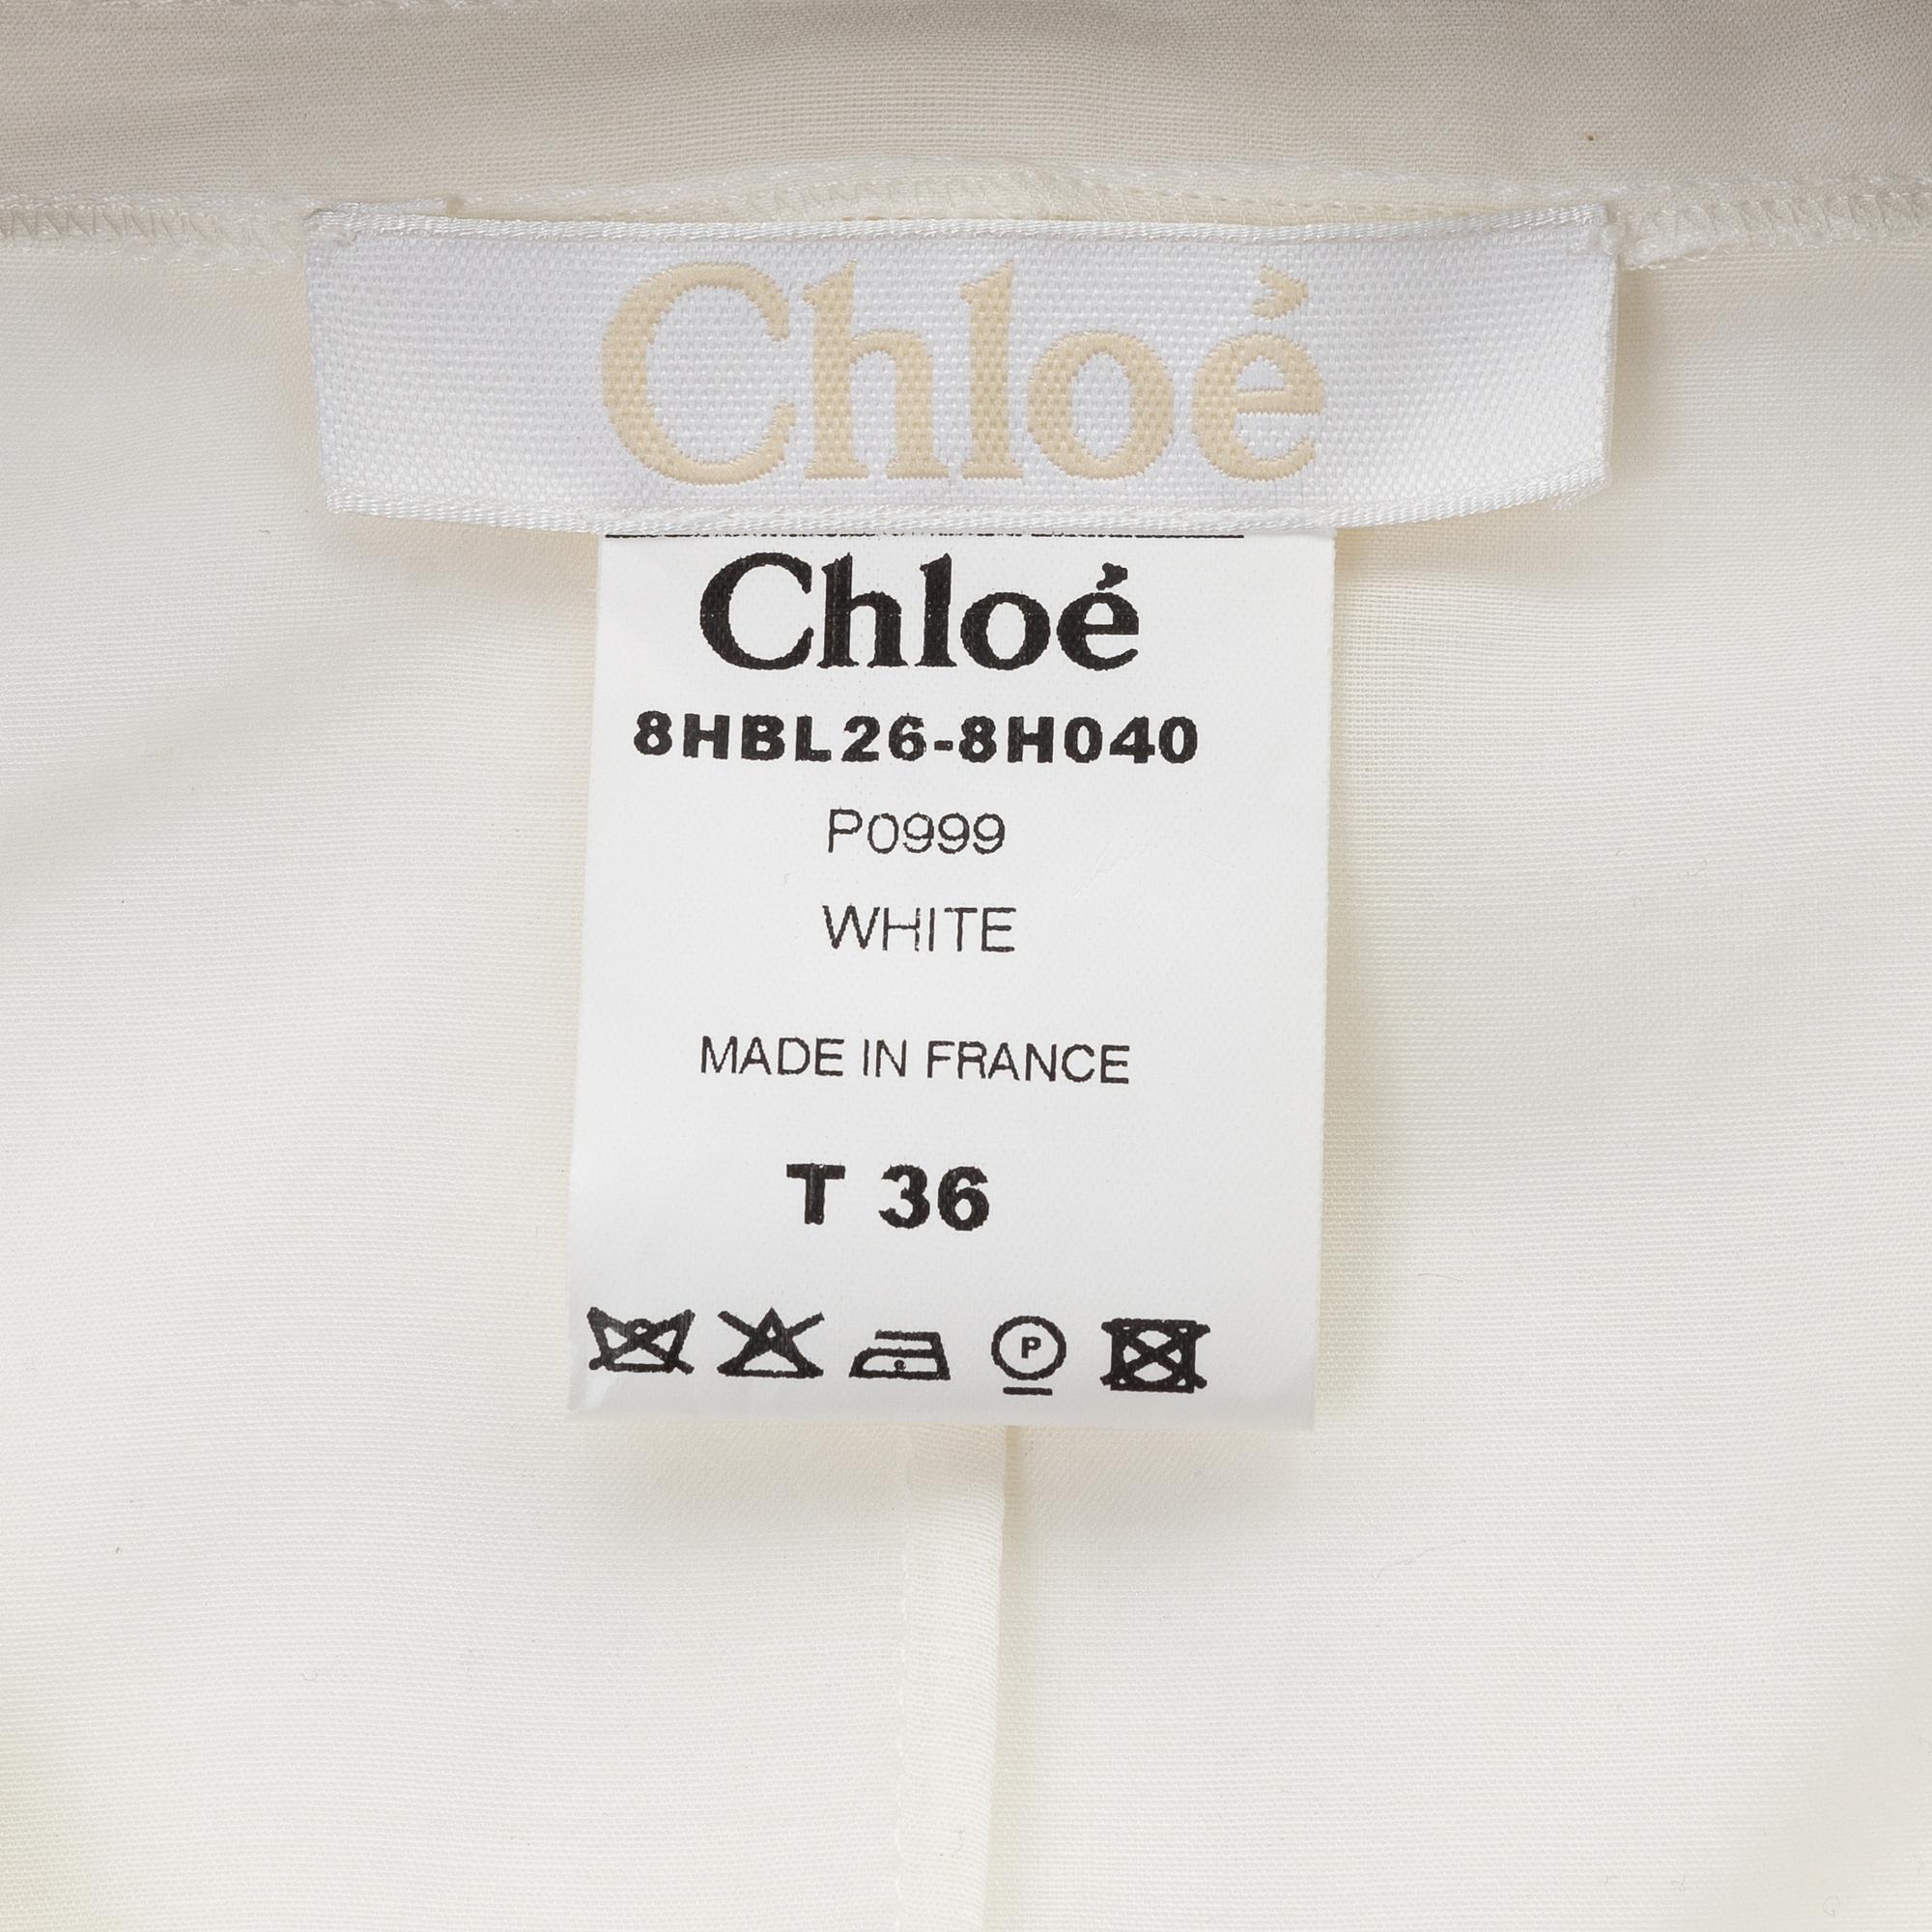 Chloé
Chloé
8HBL26-8H040
P0999
WHITE
MADE IN FRANCE
T 36
P